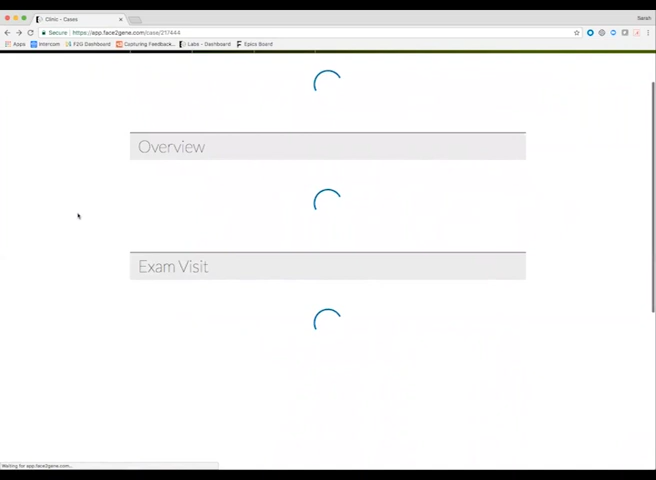 Clinic - Cases
Sarah
Secure https://app.face2gene.com/case/217444
Apps Intercom F2G Dashboard Capturing Feedback... Labs - Dashboard Epics Board
Overview
Exam Visit
Waiting for app.face2gene.com...